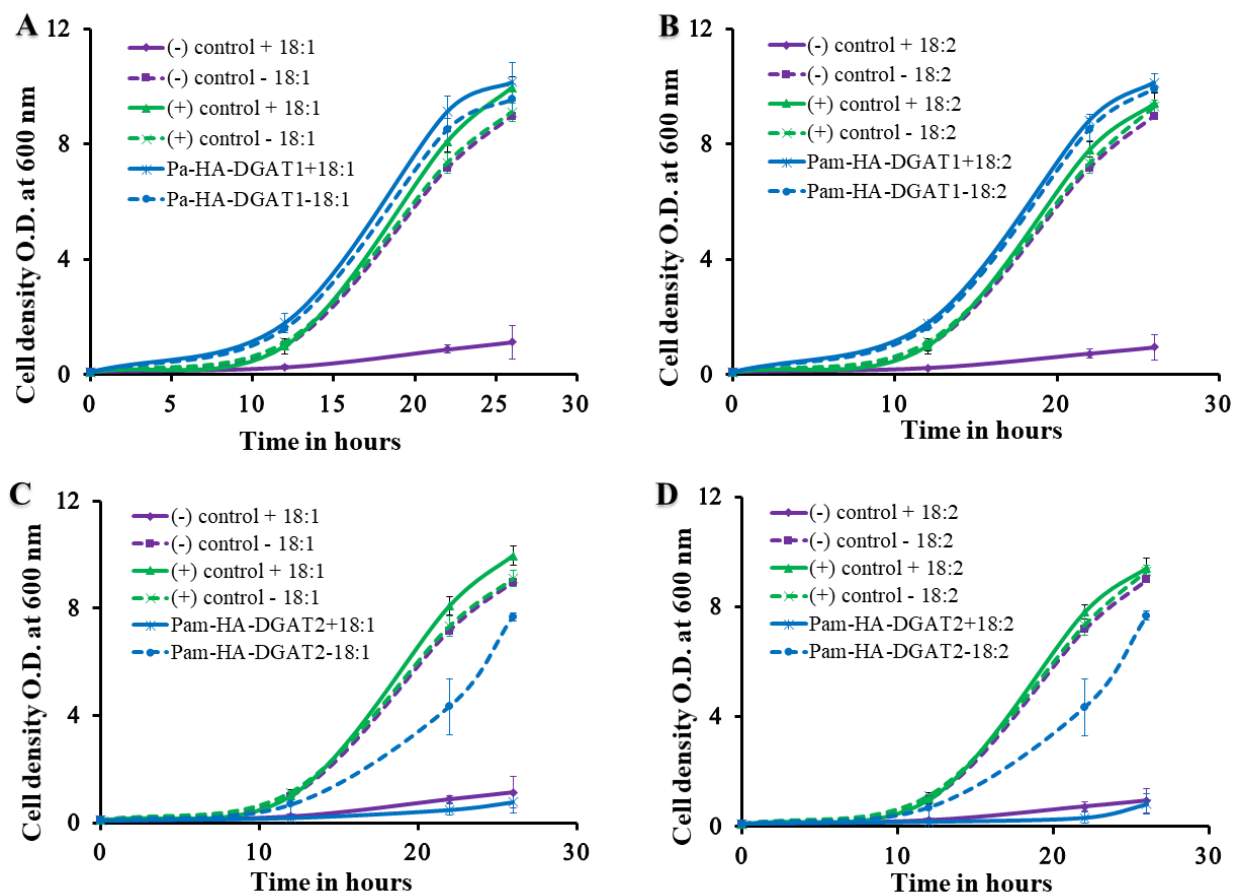 A
12
8
4
0
Cell density O.D. at 600 nm
(-) control + 18:1
(-) control - 18:1
(+) control + 18:1
(+) control - 18:1
Pa-HA-DGAT1+18:1
Pa-HA-DGAT1-18:1
0 5 10 15 20 25 30
Time in hours
B
12
8
4
0
Cell density O.D. at 600 nm
(-) control + 18:2
(-) control - 18:2
(+) control + 18:2
(+) control - 18:2
Pam-HA-DGAT1+18:2
Pam-HA-DGAT1-18:2
0 10 20 30
Time in hours
C
12
8
4
0
Cell density O.D. at 600 nm
(-) control + 18:1
(-) control - 18:1
(+) control + 18:1
(+) control - 18:1
Pam-HA-DGAT2+18:1
Pam-HA-DGAT2-18:1
0 10 20 30
Time in hours
D
12
8
4
0
Cell density O.D. at 600 nm
(-) control + 18:2
(-) control - 18:2
(+) control + 18:2
(+) control - 18:2
Pam-HA-DGAT2+18:2
Pam-HA-DGAT2-18:2
0 10 20 30
Time in hours